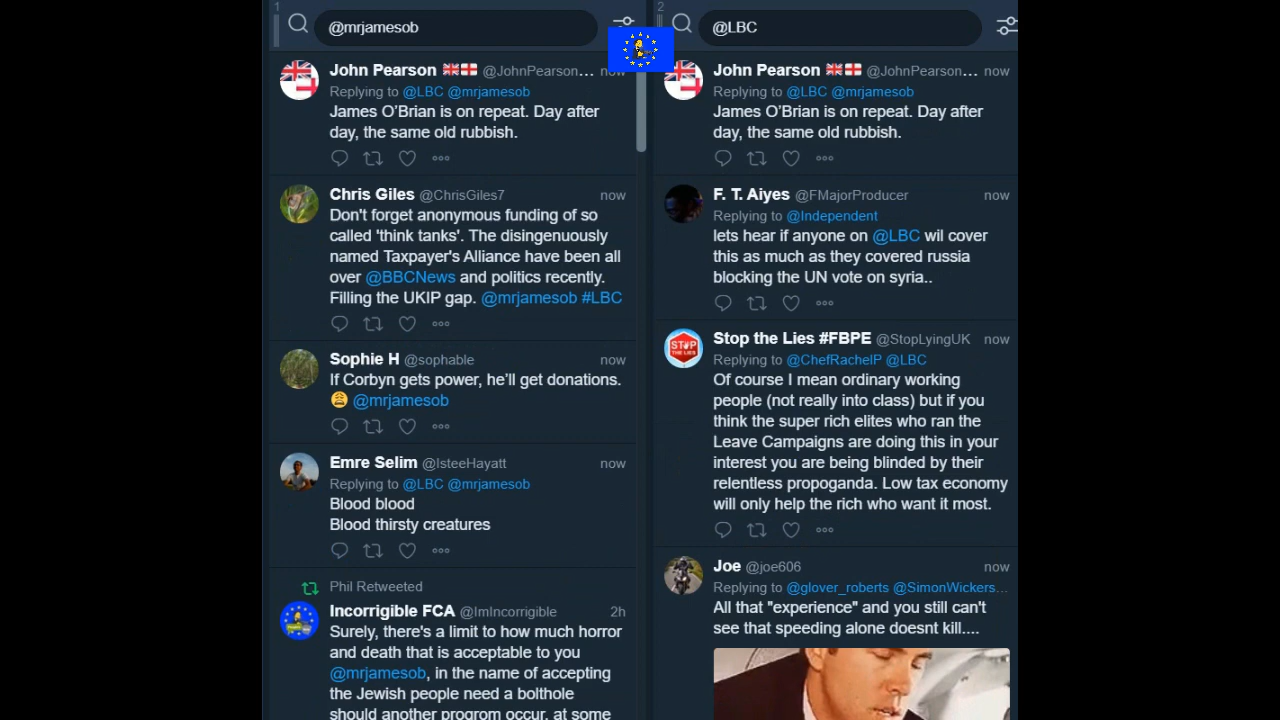 1
@mrjamesob
John Pearson @JohnPearson… now
Replying to @LBC @mrjamesob
James O’Brian is on repeat. Day after
day, the same old rubbish.
Chris Giles @ChrisGiles7 now
Don't forget anonymous funding of so
called 'think tanks'. The disingenuously
named Taxpayer's Alliance have been all
over @BBCNews and politics recently.
Filling the UKIP gap. @mrjamesob #LBC
Sophie H @sophable now
If Corbyn gets power, he’ll get donations.
😩 @mrjamesob
Emre Selim @IsteeHayatt now
Replying to @LBC @mrjamesob
Blood blood
Blood thirsty creatures
Phil Retweeted
Incorrigible FCA @ImIncorrigible 2h
Surely, there's a limit to how much horror
and death that is acceptable to you
@mrjamesob, in the name of accepting
the Jewish people need a bolthole
should another progrom occur, at some
2
@LBC
John Pearson @JohnPearson… now
Replying to @LBC @mrjamesob
James O’Brian is on repeat. Day after
day, the same old rubbish.
F. T. Aiyes @FMajorProducer now
Replying to @Independent
lets hear if anyone on @LBC wil cover
this as much as they covered russia
blocking the UN vote on syria..
Stop the Lies #FBPE @StopLyingUK now
Replying to @ChefRachelP @LBC
Of course I mean ordinary working
people (not really into class) but if you
think the super rich elites who ran the
Leave Campaigns are doing this in your
interest you are being blinded by their
relentless propoganda. Low tax economy
will only help the rich who want it most.
STOP
THE LIES
Joe @joe606 now
Replying to @glover_roberts @SimonWickers…
All that "experience" and you still can't
see that speeding alone doesnt kill....